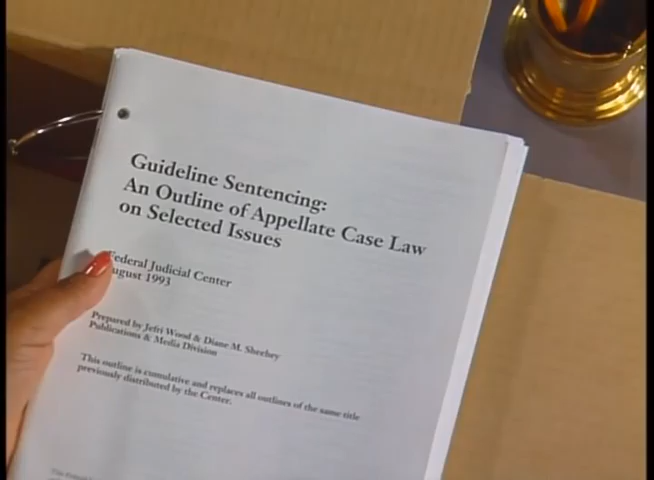 Guideline Sentencing:
An Outline of Appellate Case Law
on Selected Issues
Federal Judicial Center
August 1993
Prepared by Jefri Wood & Diane M. Sheehey
Publications & Media Division
This outline is cumulative and replaces all outlines of the same title
previously distributed by the Center.